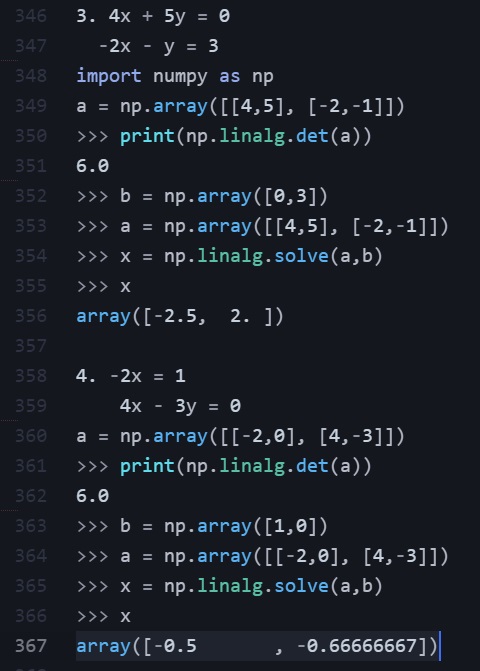 346 3. 4x + 5y = 0
347   -2x - y = 3
348 import numpy as np
349 a = np.array([[4,5], [-2,-1]])
350 >>> print(np.linalg.det(a))
351 6.0
352 >>> b = np.array([0,3])
353 >>> a = np.array([[4,5], [-2,-1]])
354 >>> x = np.linalg.solve(a,b)
355 >>> x
356 array([-2.5,  2. ])
357
358 4. -2x = 1
359     4x - 3y = 0
360 a = np.array([[-2,0], [4,-3]])
361 >>> print(np.linalg.det(a))
362 6.0
363 >>> b = np.array([1,0])
364 >>> a = np.array([[-2,0], [4,-3]])
365 >>> x = np.linalg.solve(a,b)
366 >>> x
367 array([-0.5       , -0.66666667])